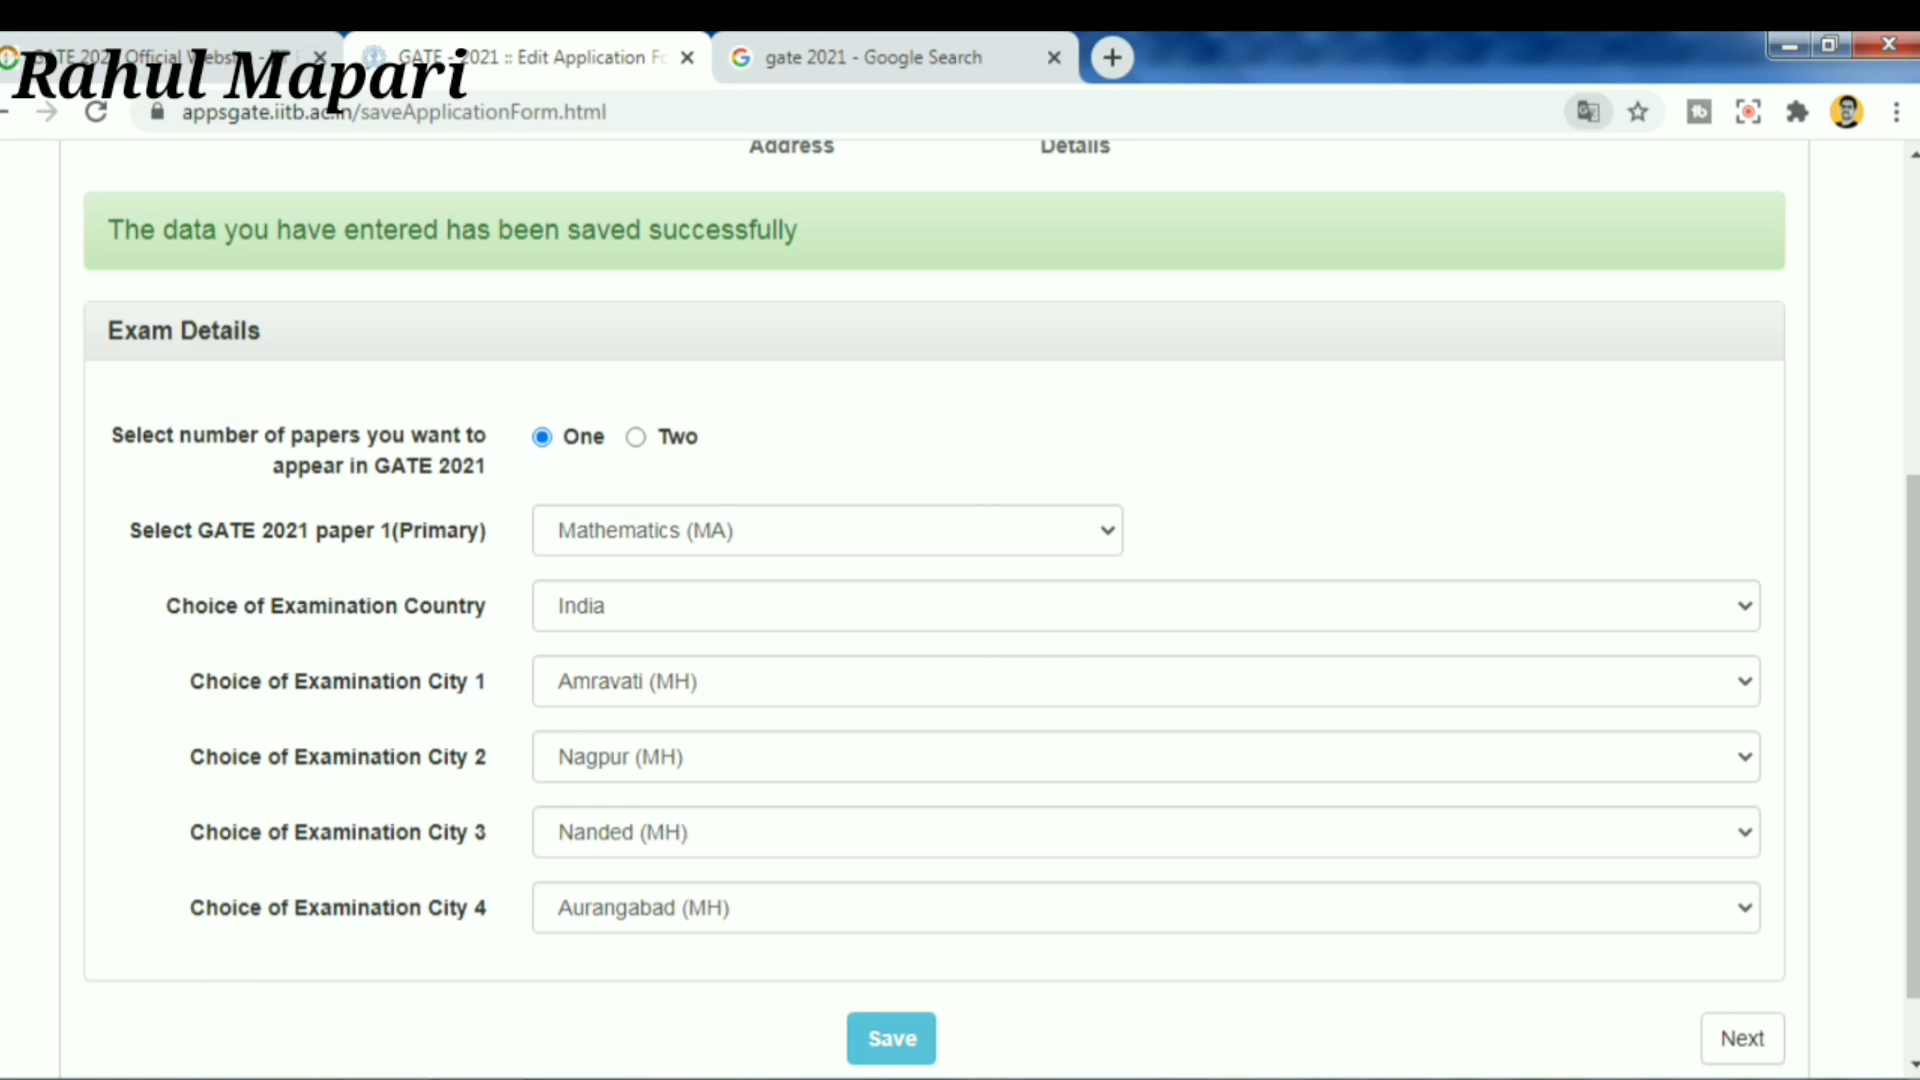 Rahul Mapari
GATE - 2021 :: Edit Application Fo
gate 2021 - Google Search
appsgate.iitb.ac.in/saveApplicationForm.html
Address
Details
The data you have entered has been saved successfully
Exam Details
Select number of papers you want to
appear in GATE 2021
One
Two
Select GATE 2021 paper 1(Primary)
Mathematics (MA)
Choice of Examination Country
India
Choice of Examination City 1
Amravati (MH)
Choice of Examination City 2
Nagpur (MH)
Choice of Examination City 3
Nanded (MH)
Choice of Examination City 4
Aurangabad (MH)
Save
Next